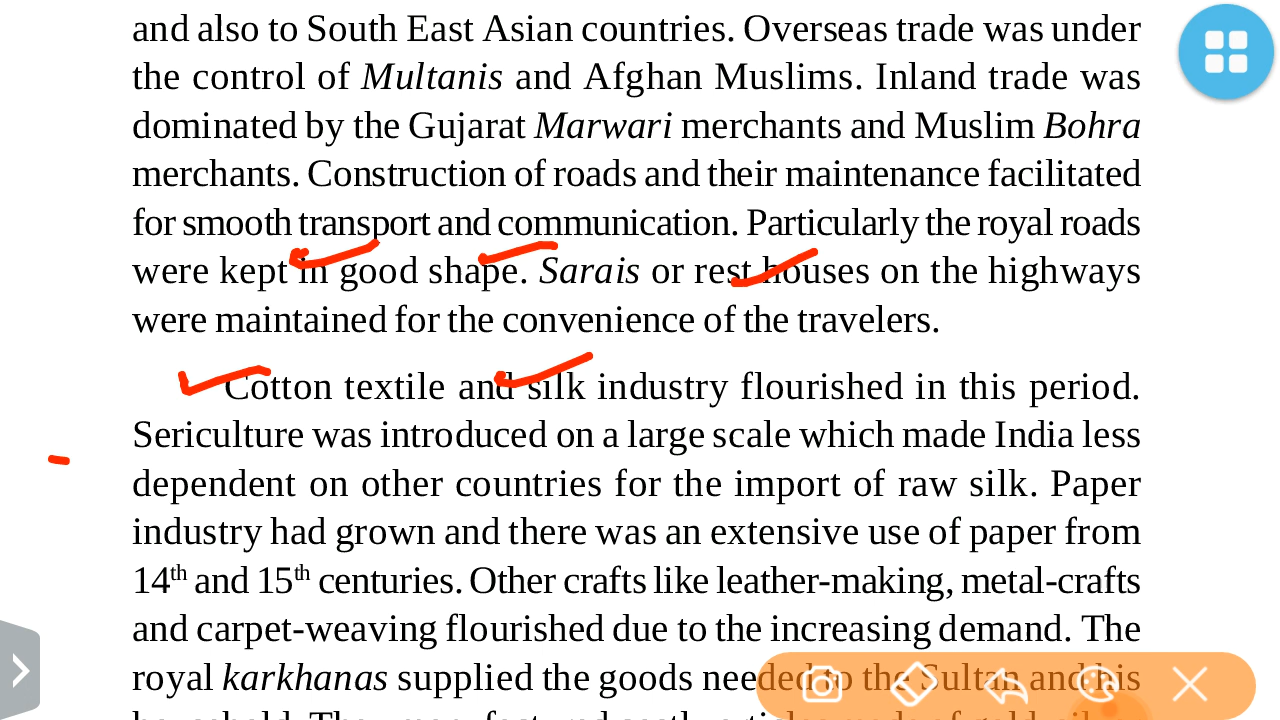 and also to South East Asian countries. Overseas trade was under
the control of Multanis and Afghan Muslims. Inland trade was
dominated by the Gujarat Marwari merchants and Muslim Bohra
merchants. Construction of roads and their maintenance facilitated
for smooth transport and communication. Particularly the royal roads
were kept in good shape. Sarais or rest houses on the highways
were maintained for the convenience of the travelers.
Cotton textile and silk industry flourished in this period.
Sericulture was introduced on a large scale which made India less
dependent on other countries for the import of raw silk. Paper
industry had grown and there was an extensive use of paper from
14th and 15th centuries. Other crafts like leather-making, metal-crafts
and carpet-weaving flourished due to the increasing demand. The
royal karkhanas supplied the goods needed to the Sultan and his